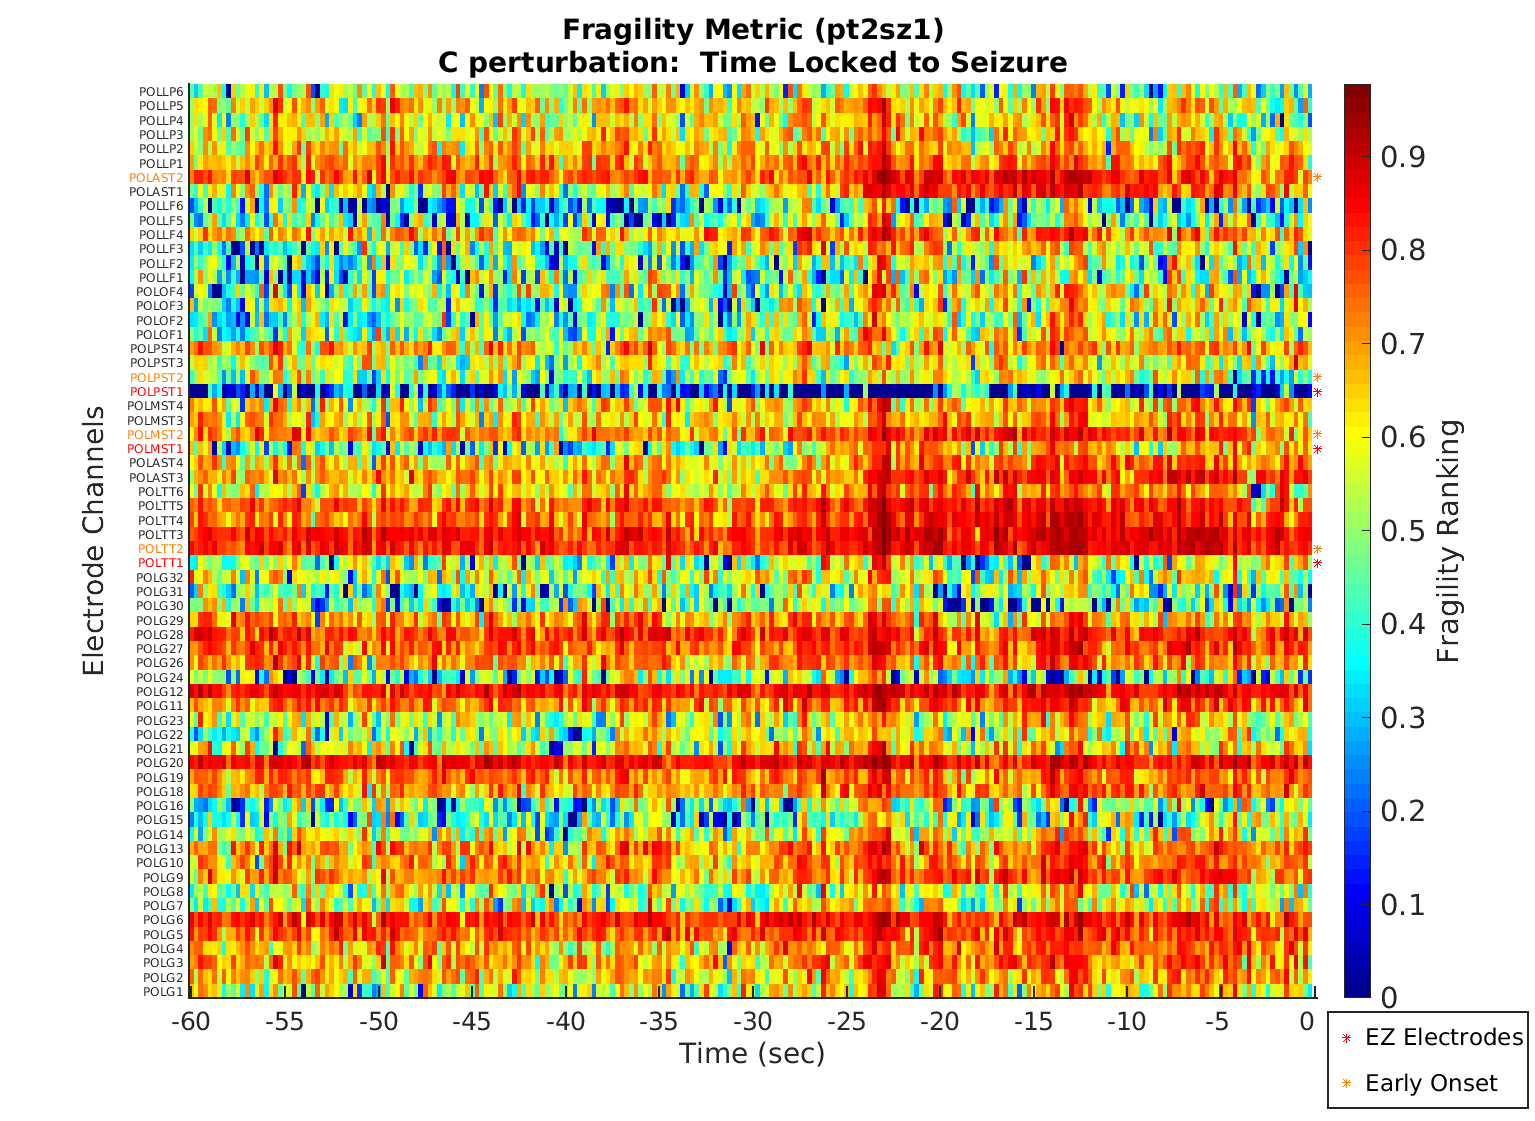 Fragility Metric (pt2sz1)
C perturbation:  Time Locked to Seizure
Electrode Channels
POLLP6
POLLP5
POLLP4
POLLP3
POLLP2
POLLP1
POLAST2
POLAST1
POLLF6
POLLF5
POLLF4
POLLF3
POLLF2
POLLF1
POLOF4
POLOF3
POLOF2
POLOF1
POLPST4
POLPST3
POLPST2
POLPST1
POLMST4
POLMST3
POLMST2
POLMST1
POLAST4
POLAST3
POLTT6
POLTT5
POLTT4
POLTT3
POLTT2
POLTT1
POLG32
POLG31
POLG30
POLG29
POLG28
POLG27
POLG26
POLG24
POLG12
POLG11
POLG23
POLG22
POLG21
POLG20
POLG19
POLG18
POLG16
POLG15
POLG14
POLG13
POLG10
POLG9
POLG8
POLG7
POLG6
POLG5
POLG4
POLG3
POLG2
POLG1
-60 -55 -50 -45 -40 -35 -30 -25 -20 -15 -10 -5 0
Time (sec)
0.9
0.8
0.7
0.6
0.5
0.4
0.3
0.2
0.1
0
Fragility Ranking
EZ Electrodes
Early Onset